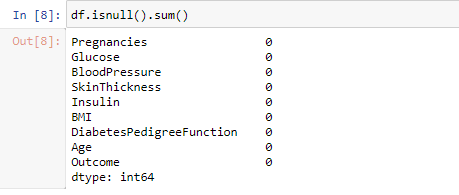 In [8]: df.isnull().sum()
Out[8]: Pregnancies 0
Glucose 0
BloodPressure 0
SkinThickness 0
Insulin 0
BMI 0
DiabetesPedigreeFunction 0
Age 0
Outcome 0
dtype: int64